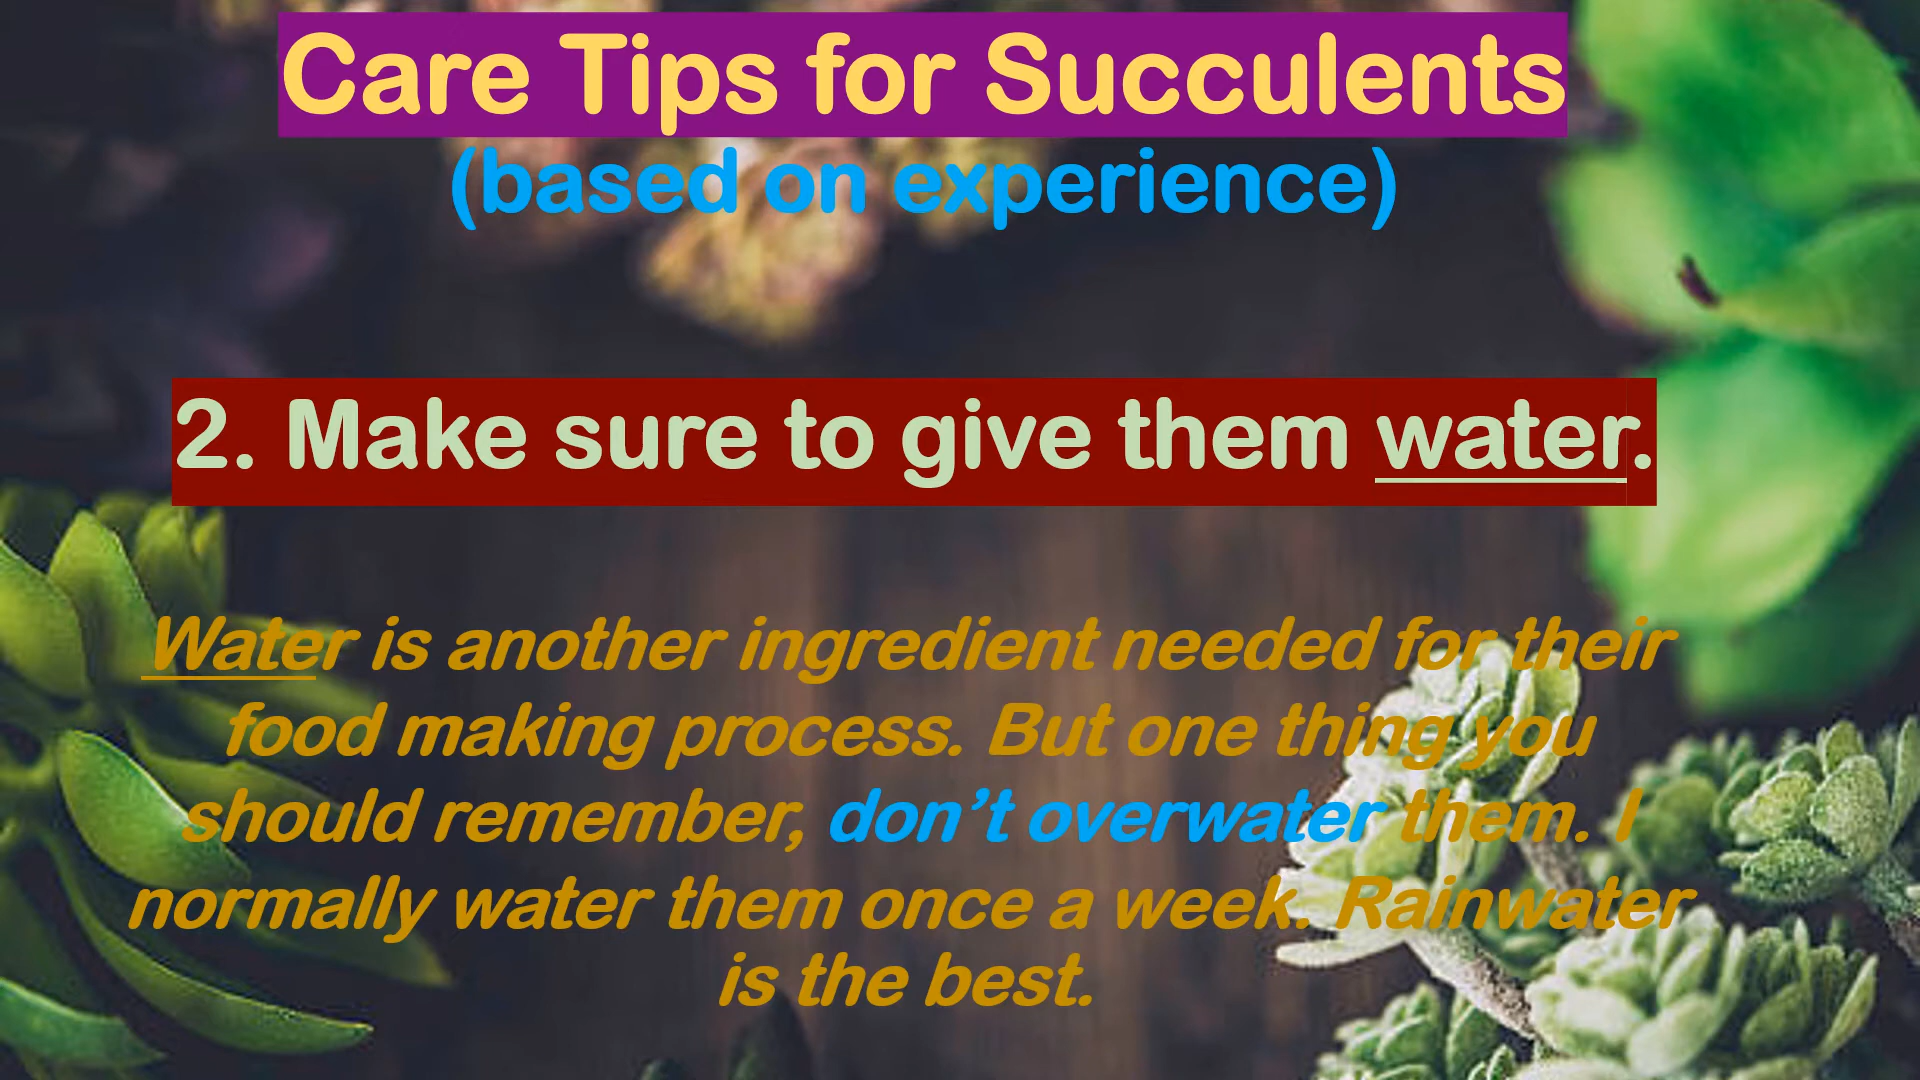 Care Tips for Succulents
(based on experience)
2. Make sure to give them water.
Water is another ingredient needed for their
food making process. But one thing you
should remember, don’t overwater them. I
normally water them once a week. Rainwater
is the best.